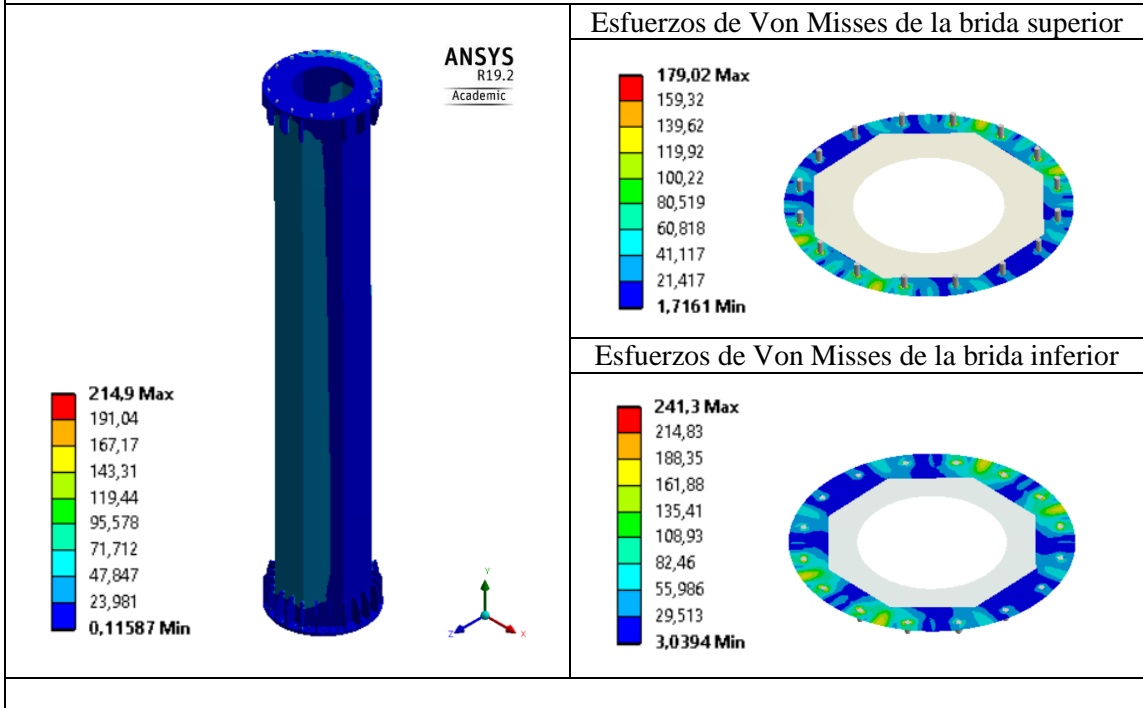 ANSYS
R19.2
Academic
214,9 Max
191,04
167,17
143,31
119,44
95,578
71,712
47,847
23,981
0,11587 Min
Y
Z
X
Esfuerzos de Von Misses de la brida superior
179,02 Max
159,32
139,62
119,92
100,22
80,519
60,818
41,117
21,417
1,7161 Min
Esfuerzos de Von Misses de la brida inferior
241,3 Max
214,83
188,35
161,88
135,41
108,93
82,46
55,986
29,513
3,0394 Min